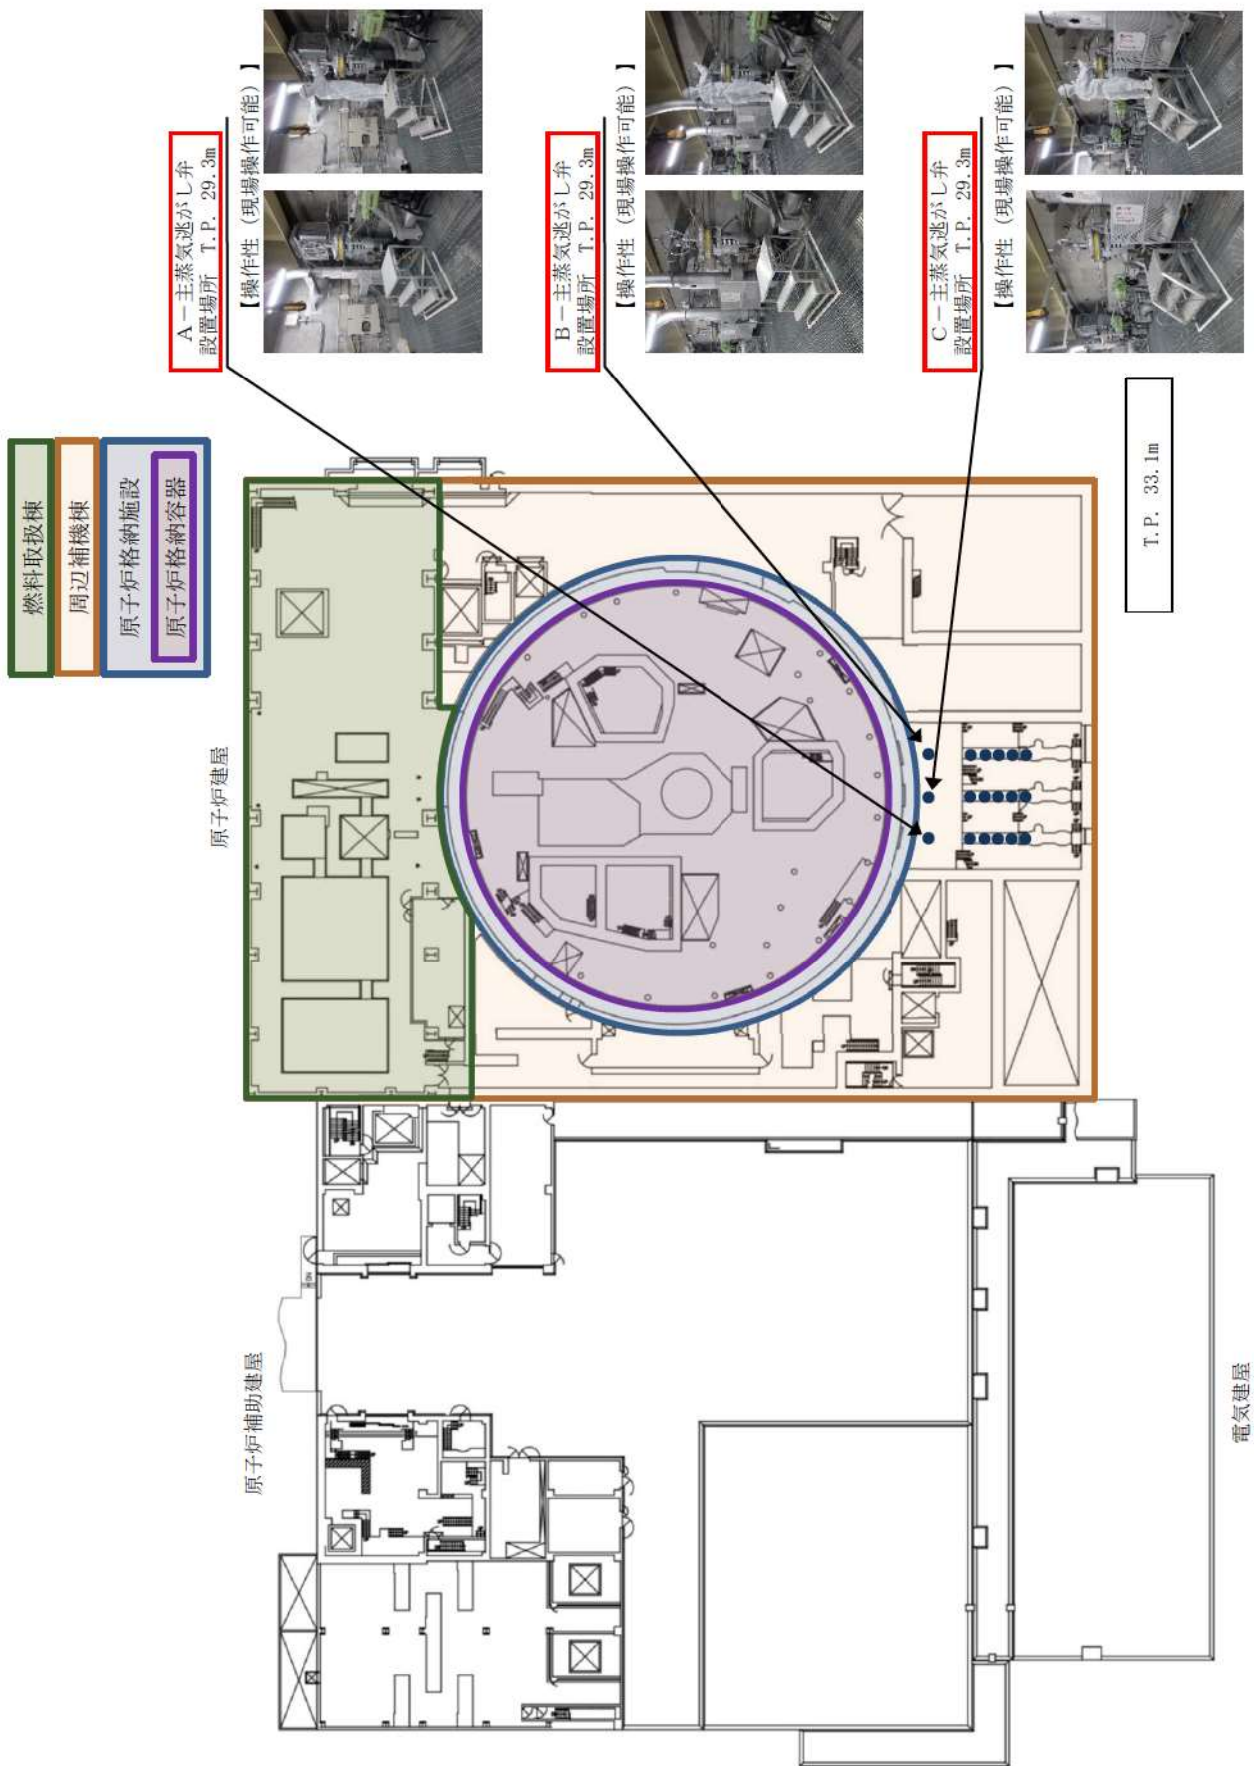 燃料取扱棟
周辺補機棟
原子炉格納施設
原子炉格納容器
A－主蒸気逃がし弁
設置場所 T.P. 29.3m
【操作性（現場操作可能）】
B－主蒸気逃がし弁
設置場所 T.P. 29.3m
【操作性（現場操作可能）】
C－主蒸気逃がし弁
設置場所 T.P. 29.3m
【操作性（現場操作可能）】
T.P. 33.1m
原子炉建屋
原子炉補助建屋
電気建屋